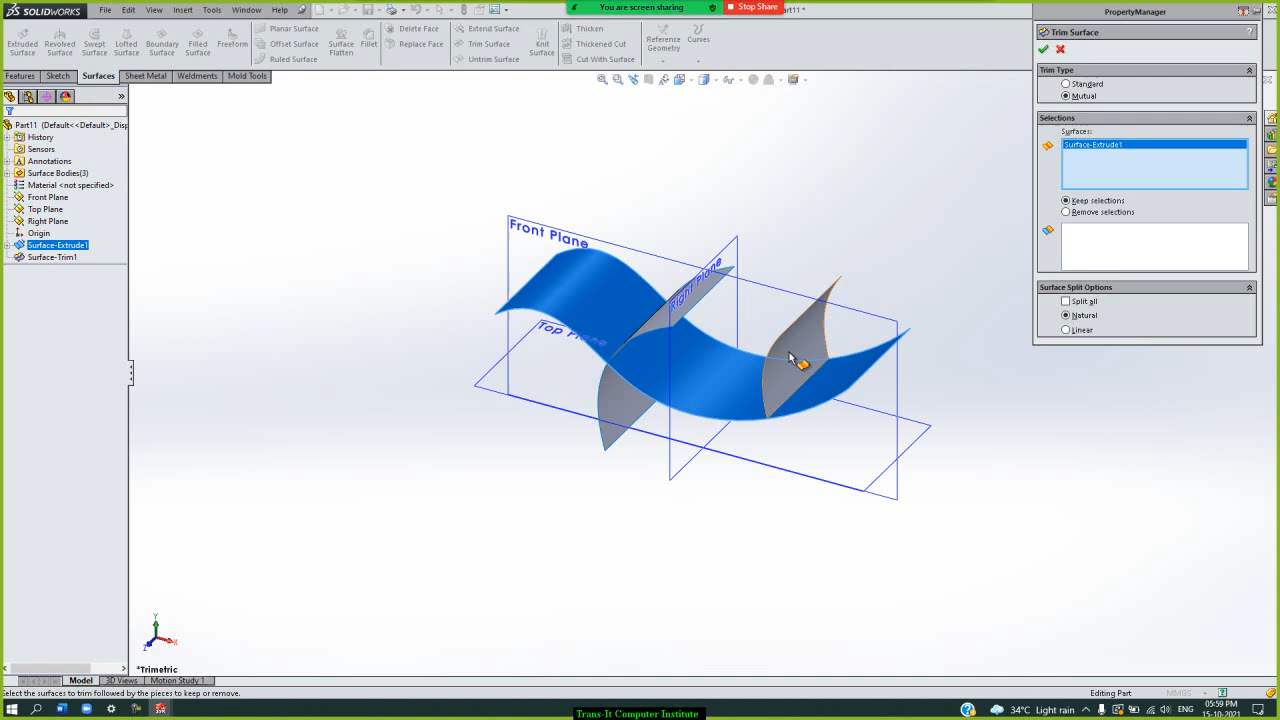 SOLIDWORKS
File Edit View Insert Tools Window Help
You are screen sharing
Stop Share
rt11 *
Extruded Surface
Revolved Surface
Swept Surface
Lofted Surface
Boundary Surface
Filled Surface
Freeform
Planar Surface
Offset Surface
Ruled Surface
Surface Flatten
Fillet
Delete Face
Replace Face
Extend Surface
Trim Surface
Untrim Surface
Knit Surface
Thicken
Thickened Cut
Cut With Surface
Reference Geometry
Curves
Features Sketch Surfaces Sheet Metal Weldments Mold Tools
Part11 (Default<<Default>_Disp
History
Sensors
Annotations
Surface Bodies(3)
Material <not specified>
Front Plane
Top Plane
Right Plane
Origin
Surface-Extrude1
Surface-Trim1
Front Plane
Right Plane
Top Plane
PropertyManager
Trim Surface
?
Trim Type
Standard
Mutual
Selections
Surfaces:
Surface-Extrude1
Keep selections
Remove selections
Surface Split Options
Split all
Natural
Linear
Y
X
Z
*Trimetric
Model 3D Views Motion Study 1
Select the surfaces to trim followed by the pieces to keep or remove.
Editing Part
MMGS
34°C Light rain
ENG
05:59 PM
15-10-2021
Trans-It Computer Institute